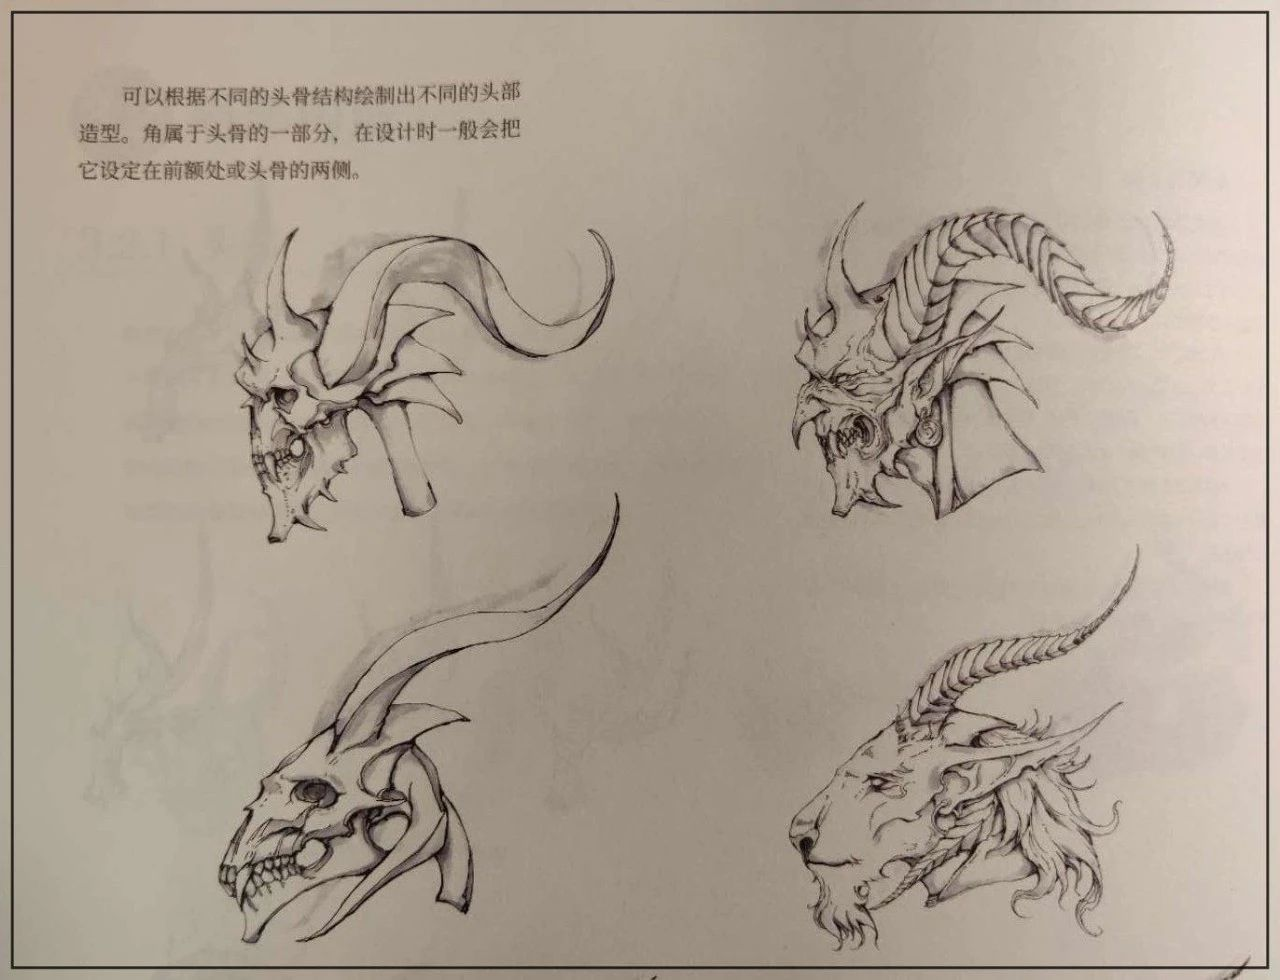 可以根据不同的头骨结构绘制出不同的头部
造型。角属于头骨的一部分，在设计时一般会把
它设定在前额处或头骨的两侧。